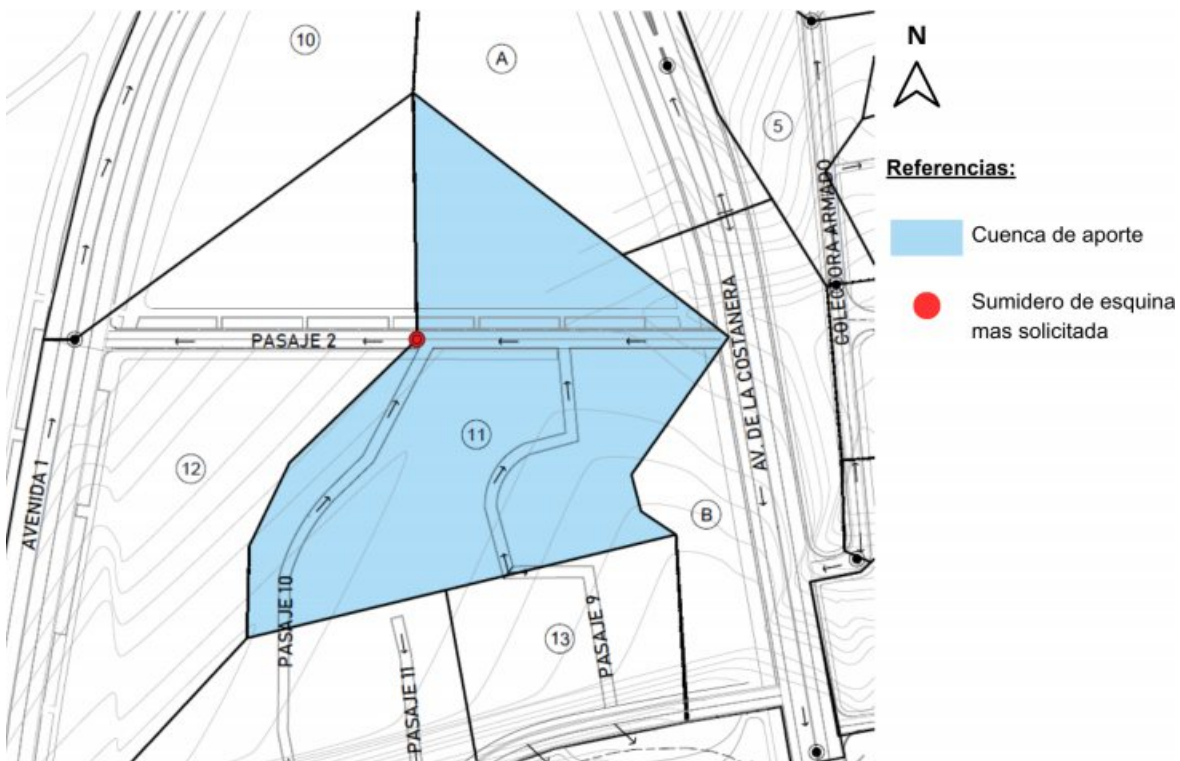 10
A
N
5
Referencias:
Cuenca de aporte
COLECTORA ARMADO
Sumidero de esquina
mas solicitada
PASAJE 2
AV. DE LA COSTANERA
11
12
AVENIDA 1
B
PASAJE 10
13
PASAJE 9
PASAJE 11